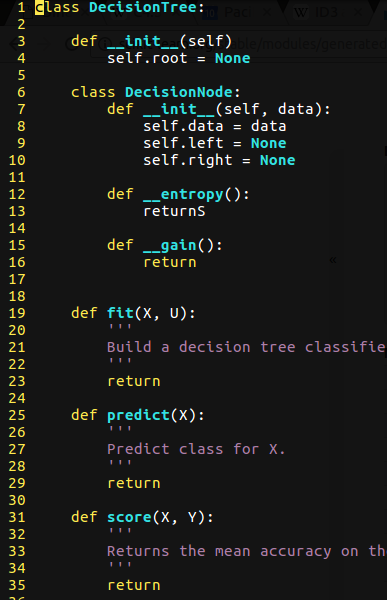 1 class DecisionTree:
2
3     def __init__(self)
4         self.root = None
5
6     class DecisionNode:
7         def __init__(self, data):
8             self.data = data
9             self.left = None
10             self.right = None
11
12         def __entropy():
13             returnS
14
15         def __gain():
16             return
17
18
19     def fit(X, U):
20         '''
21         Build a decision tree classifie
22         '''
23         return
24
25     def predict(X):
26         '''
27         Predict class for X.
28         '''
29         return
30
31     def score(X, Y):
32         '''
33         Returns the mean accuracy on th
34         '''
35         return